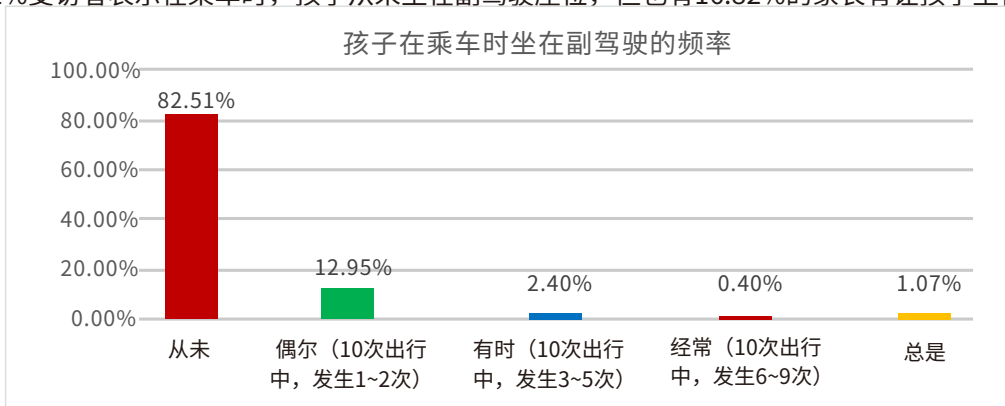 孩子在乘车时坐在副驾驶的频率
100.00%
80.00%
60.00%
40.00%
20.00%
0.00%
82.51%
12.95%
2.40%
0.40%
1.07%
从未
偶尔（10次出行
中，发生1~2次）
有时（10次出行
中，发生3~5次）
经常（10次出行
中，发生6~9次）
总是